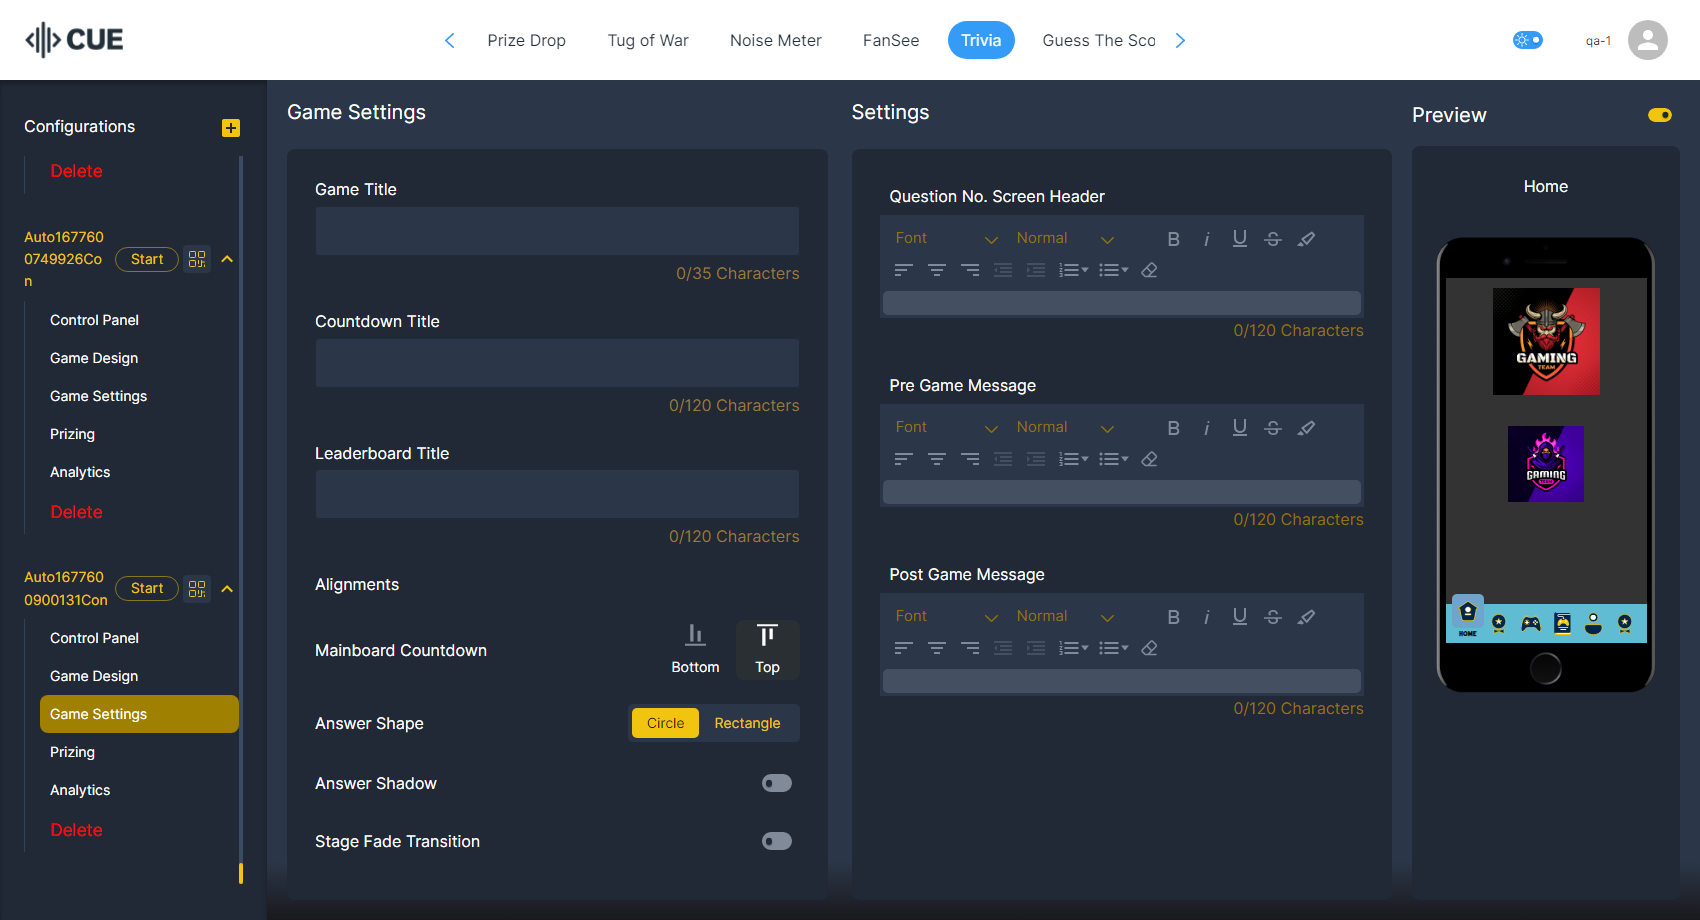 CUE
Prize Drop
Tug of War
Noise Meter
FanSee
Trivia
Guess The Sco
qa-1
Configurations
Delete
Auto167760
0749926Co
n
Start
Control Panel
Game Design
Game Settings
Prizing
Analytics
Delete
Auto167760
0900131Con
Start
Control Panel
Game Design
Game Settings
Prizing
Analytics
Delete
Game Settings
Game Title
0/35 Characters
Countdown Title
0/120 Characters
Leaderboard Title
0/120 Characters
Alignments
Mainboard Countdown
Bottom
Top
Answer Shape
Circle
Rectangle
Answer Shadow
Stage Fade Transition
Settings
Question No. Screen Header
Font
Normal
B i U S
0/120 Characters
Pre Game Message
Font
Normal
B i U S
0/120 Characters
Post Game Message
Font
Normal
B i U S
0/120 Characters
Preview
Home
GAMING
TEAM
GAMING
TEAM
HOME